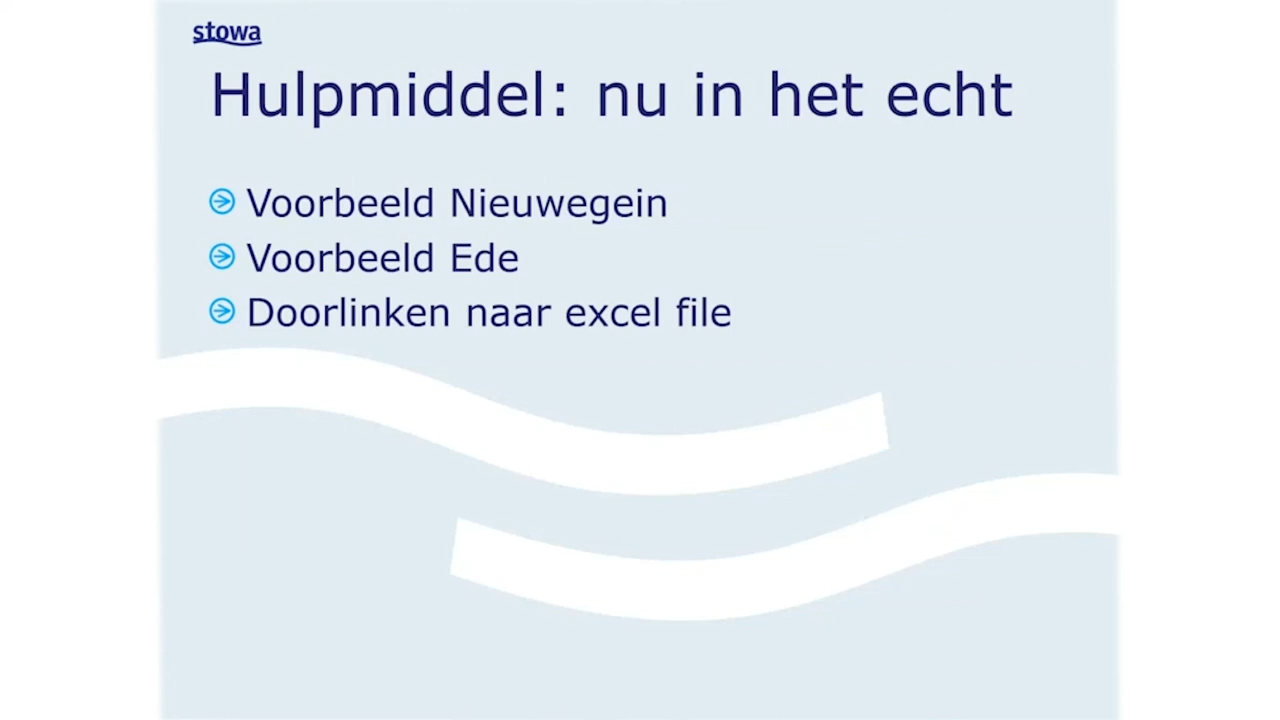 stowa
Hulpmiddel: nu in het echt
Voorbeeld Nieuwegein
Voorbeeld Ede
Doorlinken naar excel file